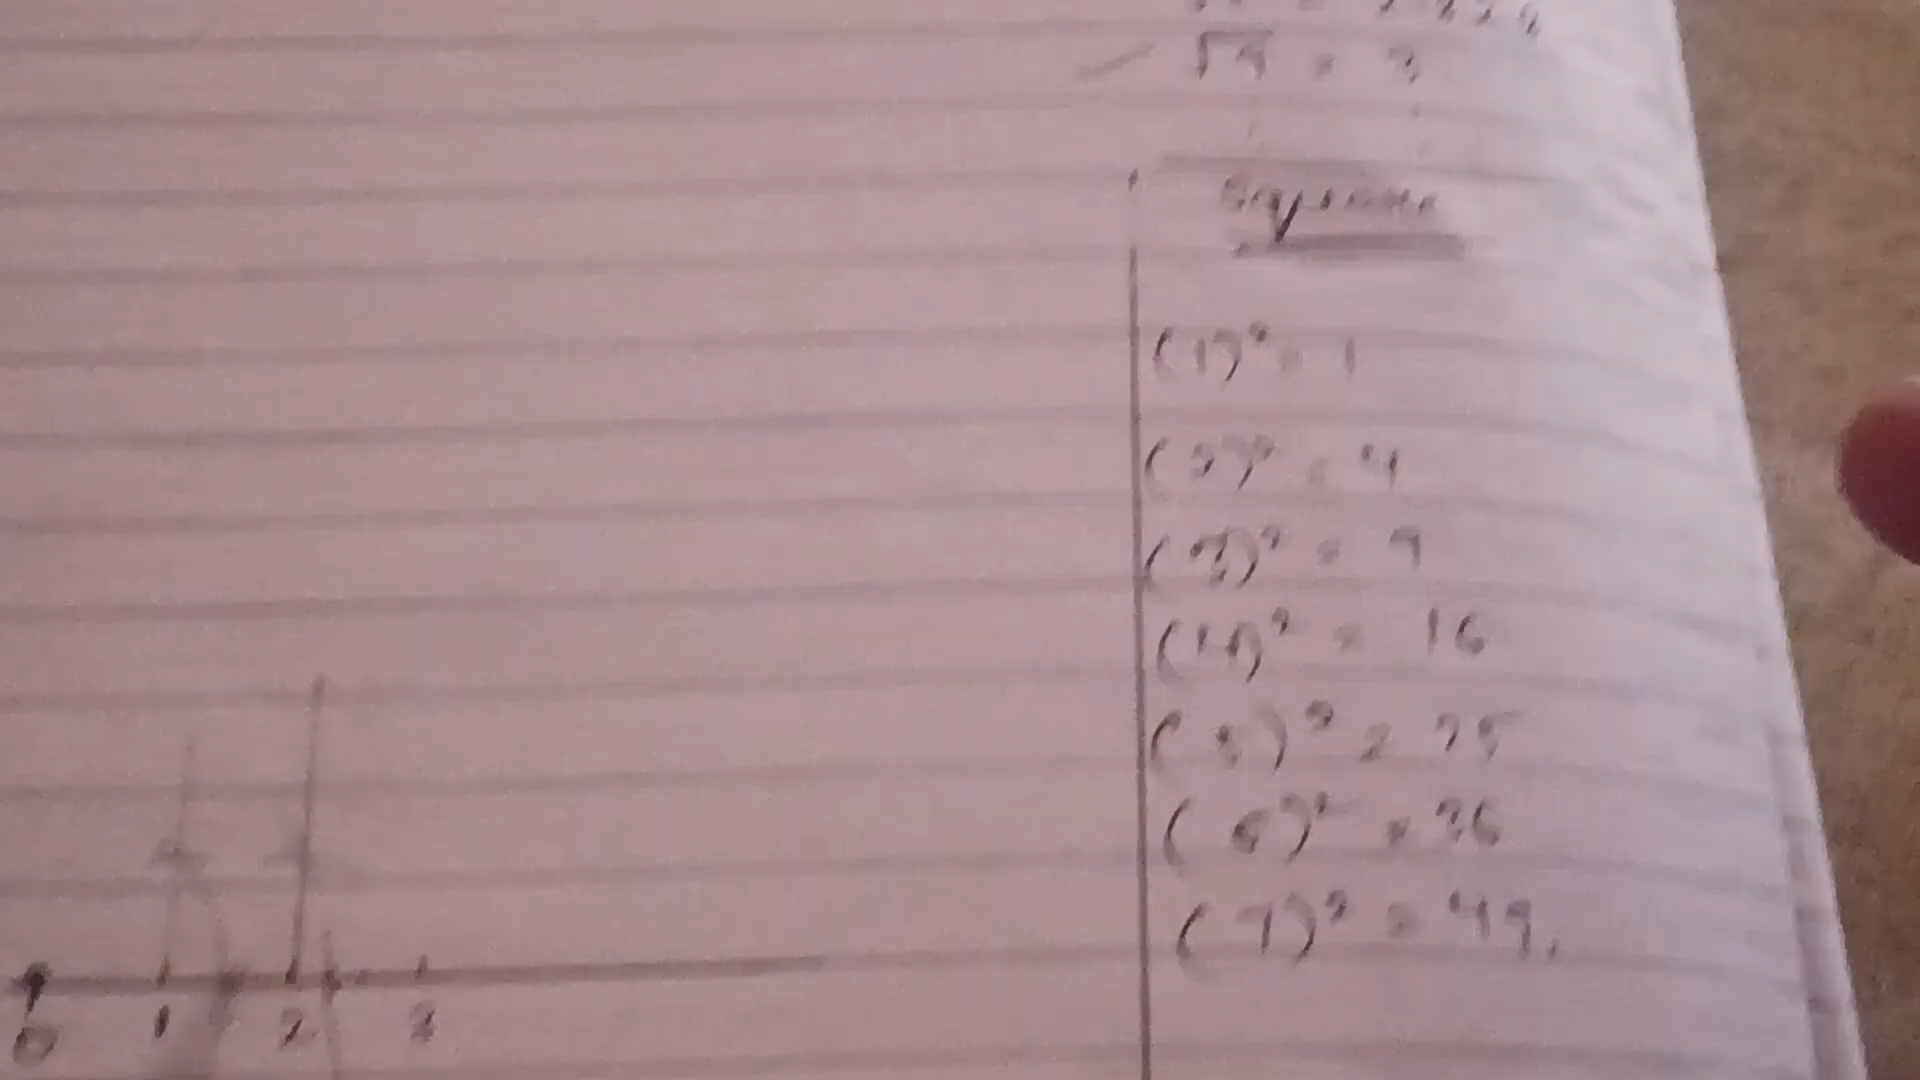 √9 = 3
Square
(1)² = 1
(2)² = 4
(3)² = 9
(4)² = 16
(5)² = 25
(6)² = 36
(7)² = 49.
0 1 2 3